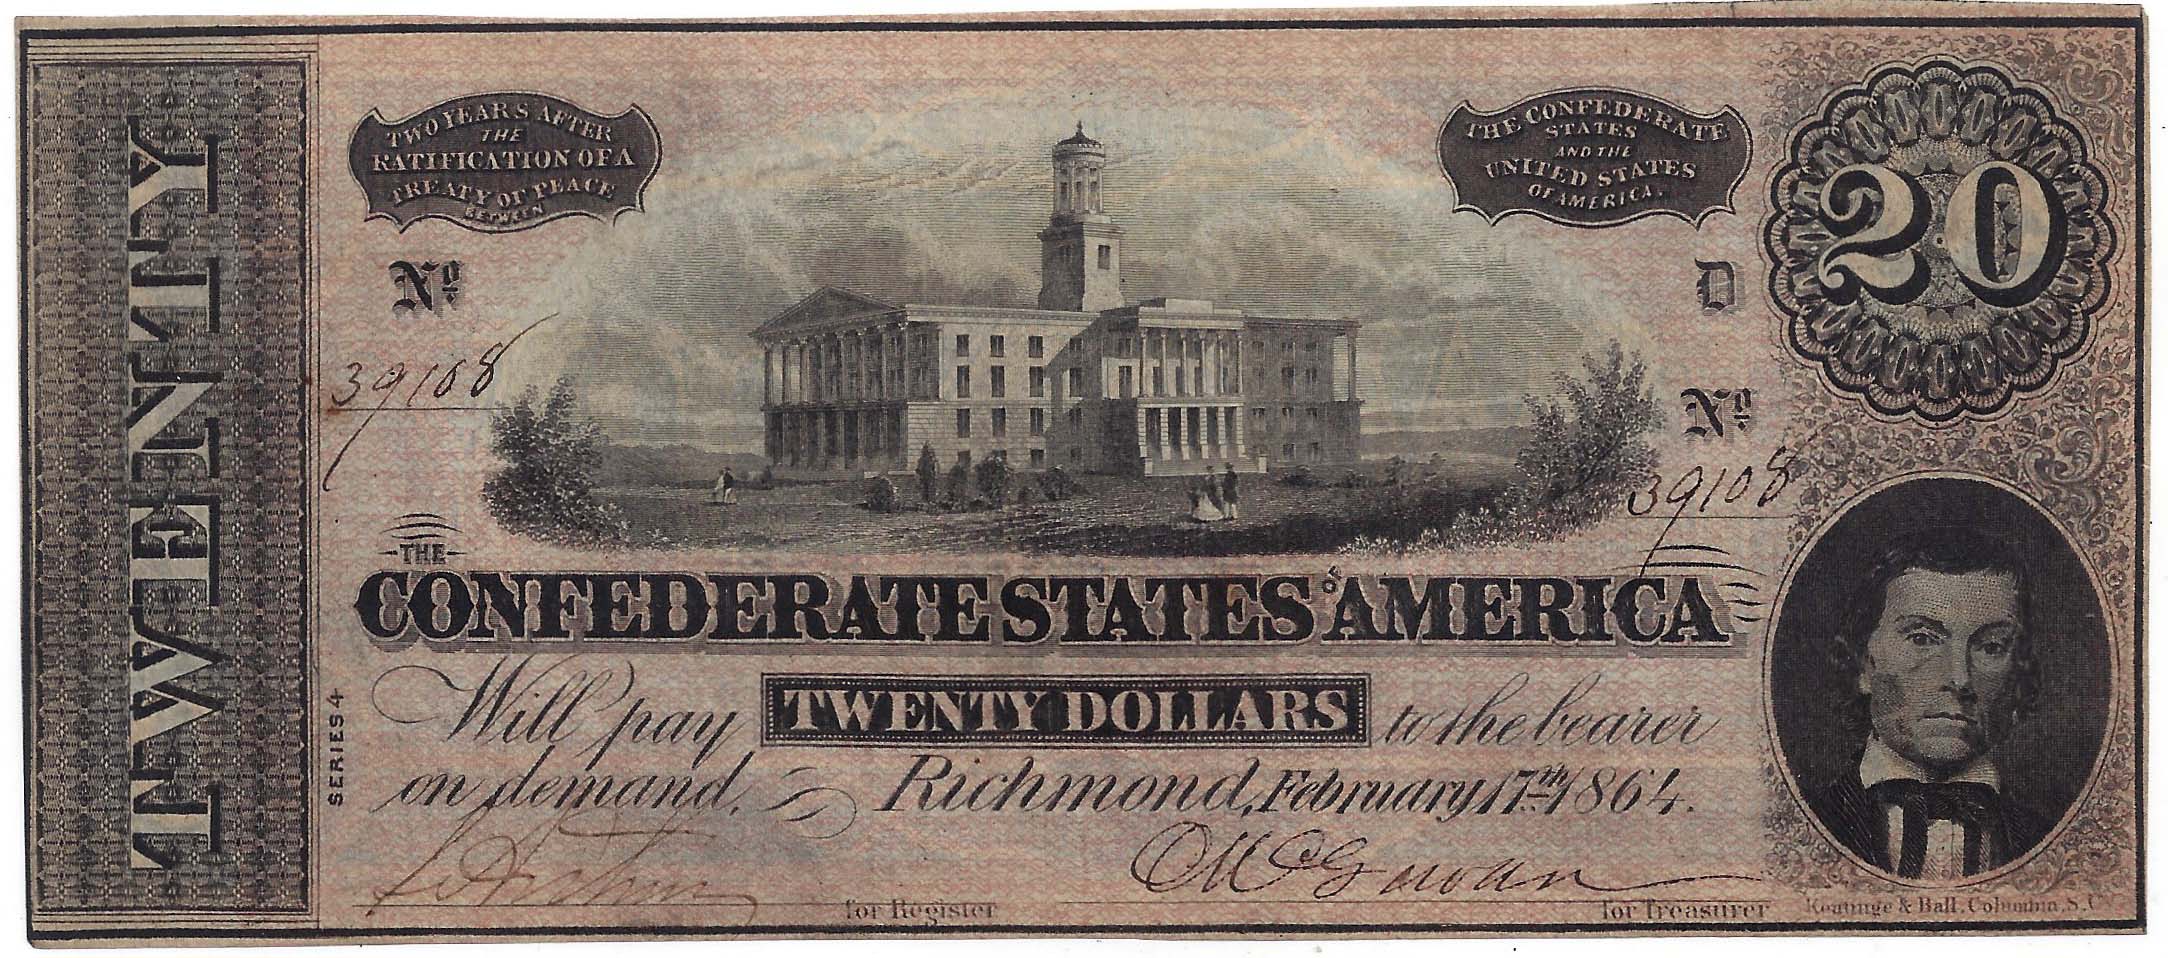 TWENTY
TWO YEARS AFTER
THE
RATIFICATION OF A
TREATY OF PEACE
BETWEEN
THE CONFEDERATE
STATES
AND THE
UNITED STATES
OF AMERICA.
20
No.
D
39108
No.
39108
THE
CONFEDERATE STATES OF AMERICA
SERIES 4
Will pay TWENTY DOLLARS to the bearer
on demand. Richmond, February 17th 1864.
for Register
for Treasurer
Keatinge & Ball, Columbia, S.C.